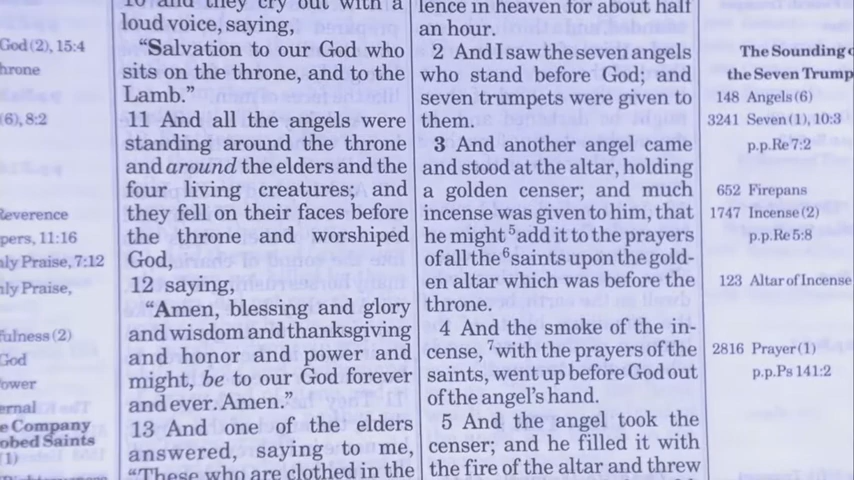 God (2), 15:4
hrone
(6), 8:2
Reverence
pers, 11:16
nly Praise, 7:12
nly Praise,
fulness (2)
God
ower
ernal
e Company
obed Saints
(1)
10 and they cry out with a
loud voice, saying,
“Salvation to our God who
sits on the throne, and to the
Lamb.”
11 And all the angels were
standing around the throne
and around the elders and the
four living creatures; and
they fell on their faces before
the throne and worshiped
God,
12 saying,
“Amen, blessing and glory
and wisdom and thanksgiving
and honor and power and
might, be to our God forever
and ever. Amen.”
13 And one of the elders
answered, saying to me,
“These who are clothed in the
lence in heaven for about half
an hour.
2 And I saw the seven angels
who stand before God; and
seven trumpets were given to
them.
3 And another angel came
and stood at the altar, holding
a golden censer; and much
incense was given to him, that
he might ⁵add it to the prayers
of all the ⁶saints upon the gold-
en altar which was before the
throne.
4 And the smoke of the in-
cense, ⁷with the prayers of the
saints, went up before God out
of the angel’s hand.
5 And the angel took the
censer; and he filled it with
the fire of the altar and threw
The Sounding o
the Seven Trump
148 Angels (6)
3241 Seven (1), 10:3
p.p.Re 7:2
652 Firepans
1747 Incense (2)
p.p.Re 5:8
123 Altar of Incense
2816 Prayer (1)
p.p.Ps 141:2